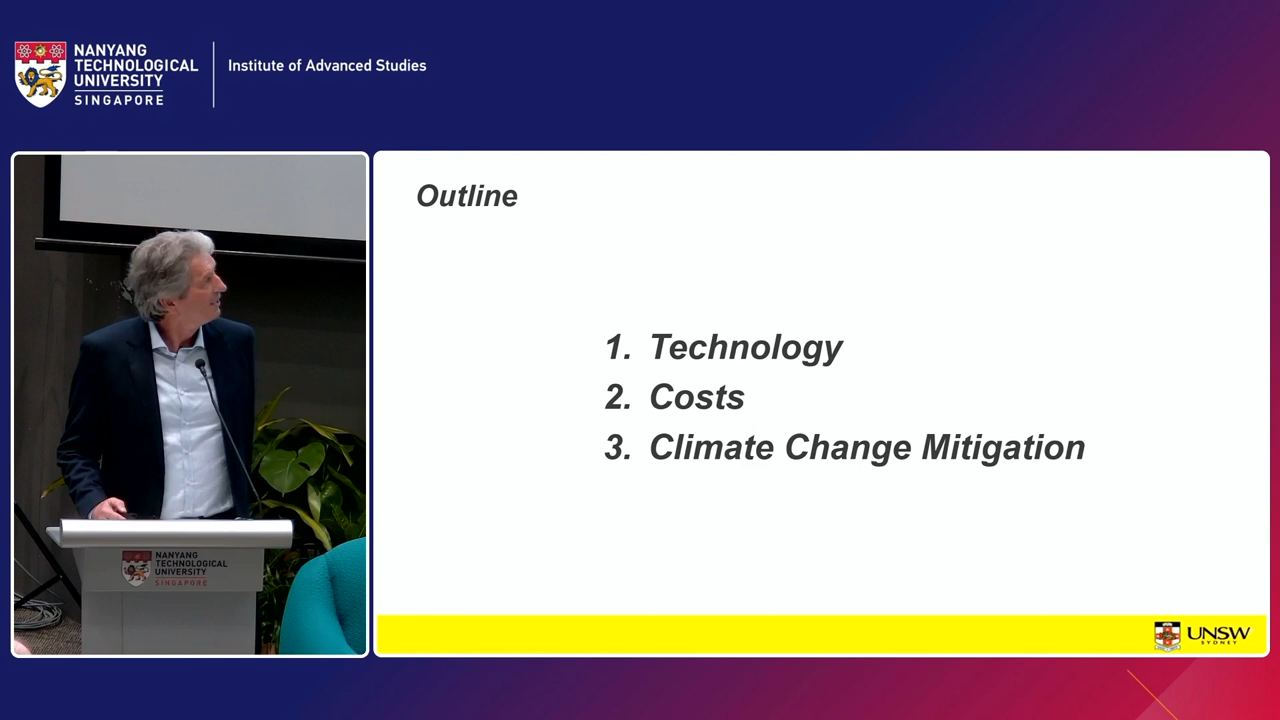 NANYANG
TECHNOLOGICAL
UNIVERSITY
SINGAPORE
Institute of Advanced Studies
Outline
1. Technology
2. Costs
3. Climate Change Mitigation
NANYANG
TECHNOLOGICAL
UNIVERSITY
SINGAPORE
UNSW
SYDNEY